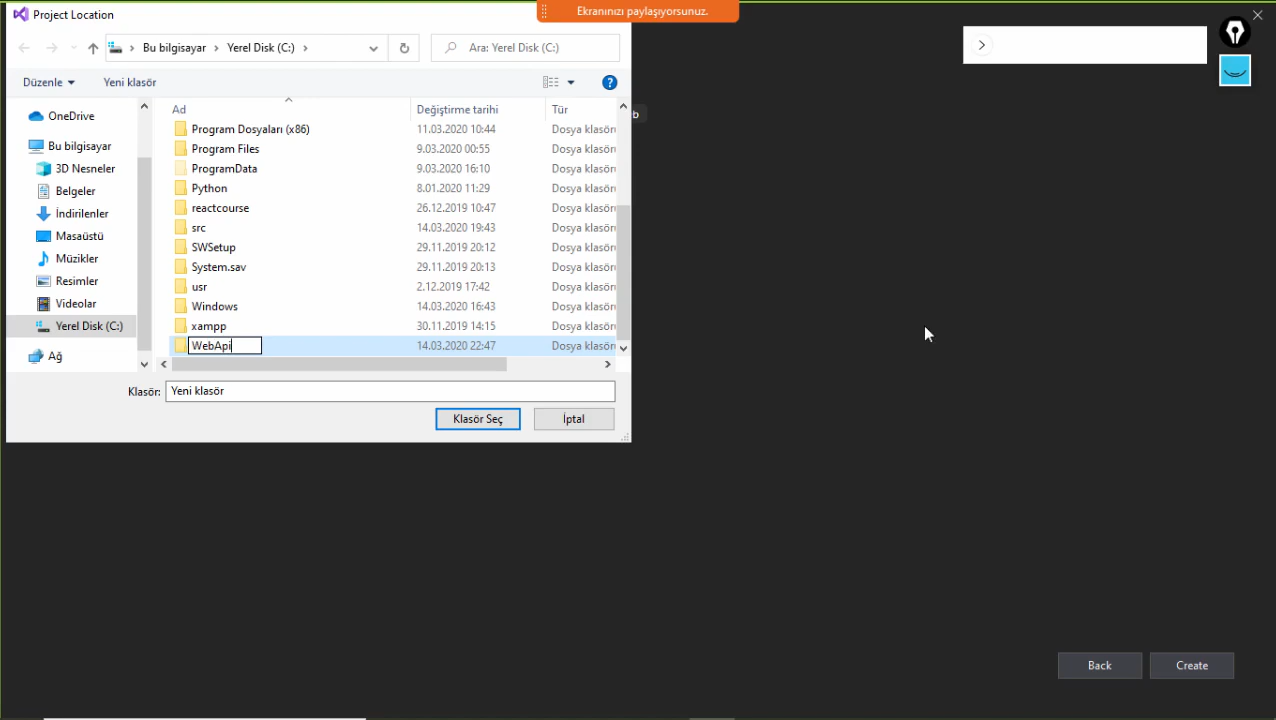 Project Location
Ekranınızı paylaşıyorsunuz.
Bu bilgisayar
Yerel Disk (C:)
Ara: Yerel Disk (C:)
Düzenle
Yeni klasör
?
Ad
Değiştirme tarihi
Tür
OneDrive
Bu bilgisayar
3D Nesneler
Belgeler
İndirilenler
Masaüstü
Müzikler
Resimler
Videolar
Yerel Disk (C:)
Ağ
Program Dosyaları (x86) 11.03.2020 10:44 Dosya klasörü
Program Files 9.03.2020 00:55 Dosya klasörü
ProgramData 9.03.2020 16:10 Dosya klasörü
Python 8.01.2020 11:29 Dosya klasörü
reactcourse 26.12.2019 10:47 Dosya klasörü
src 14.03.2020 19:43 Dosya klasörü
SWSetup 29.11.2019 20:12 Dosya klasörü
System.sav 29.11.2019 20:13 Dosya klasörü
usr 2.12.2019 17:42 Dosya klasörü
Windows 14.03.2020 16:43 Dosya klasörü
xampp 30.11.2019 14:15 Dosya klasörü
WebApi 14.03.2020 22:47 Dosya klasörü
b
Klasör: Yeni klasör
Klasör Seç
İptal
Back
Create